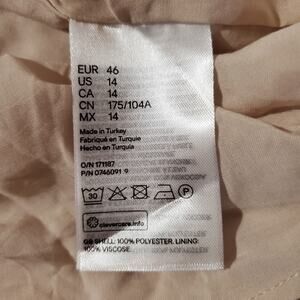 EUR 46
US 14
CA 14
CN 175/104A
MX 14
Made in Turkey
Fabriqué en Turquie
Hecho en Turquia
O/N 171187
P/N 0746091 9
30 P
clevercare.info
GB SHELL: 100% POLYESTER. LINING:
100% VISCOSE